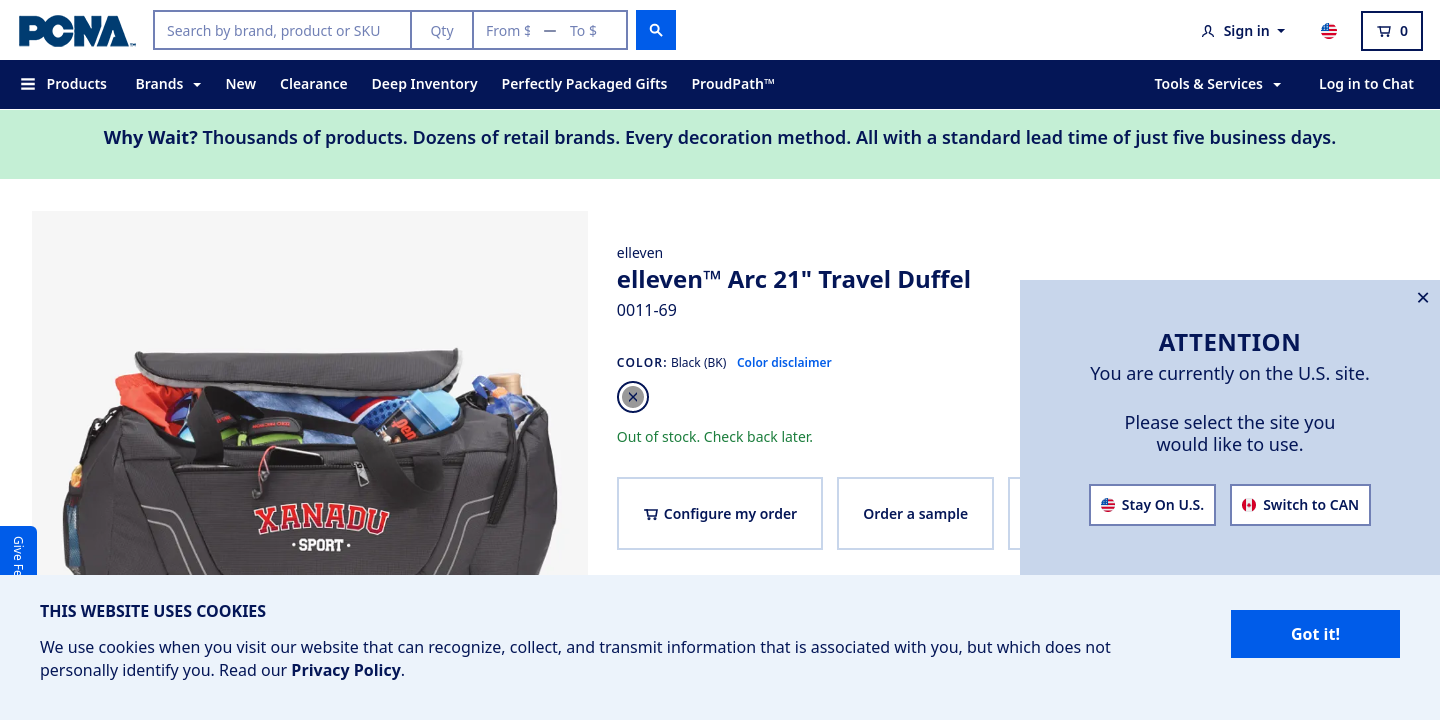 PCNA™
Search by brand, product or SKU
Qty
From $ — To $
Sign in
0
Products
Brands
New
Clearance
Deep Inventory
Perfectly Packaged Gifts
ProudPath™
Tools & Services
Log in to Chat
Why Wait? Thousands of products. Dozens of retail brands. Every decoration method. All with a standard lead time of just five business days.
elleven
elleven™ Arc 21" Travel Duffel
0011-69
COLOR: Black (BK) Color disclaimer
Out of stock. Check back later.
Configure my order
Order a sample
XANADU
·SPORT·
ATTENTION
You are currently on the U.S. site.
Please select the site you
would like to use.
Stay On U.S.
Switch to CAN
Give Fe
THIS WEBSITE USES COOKIES
We use cookies when you visit our website that can recognize, collect, and transmit information that is associated with you, but which does not
personally identify you. Read our Privacy Policy.
Got it!